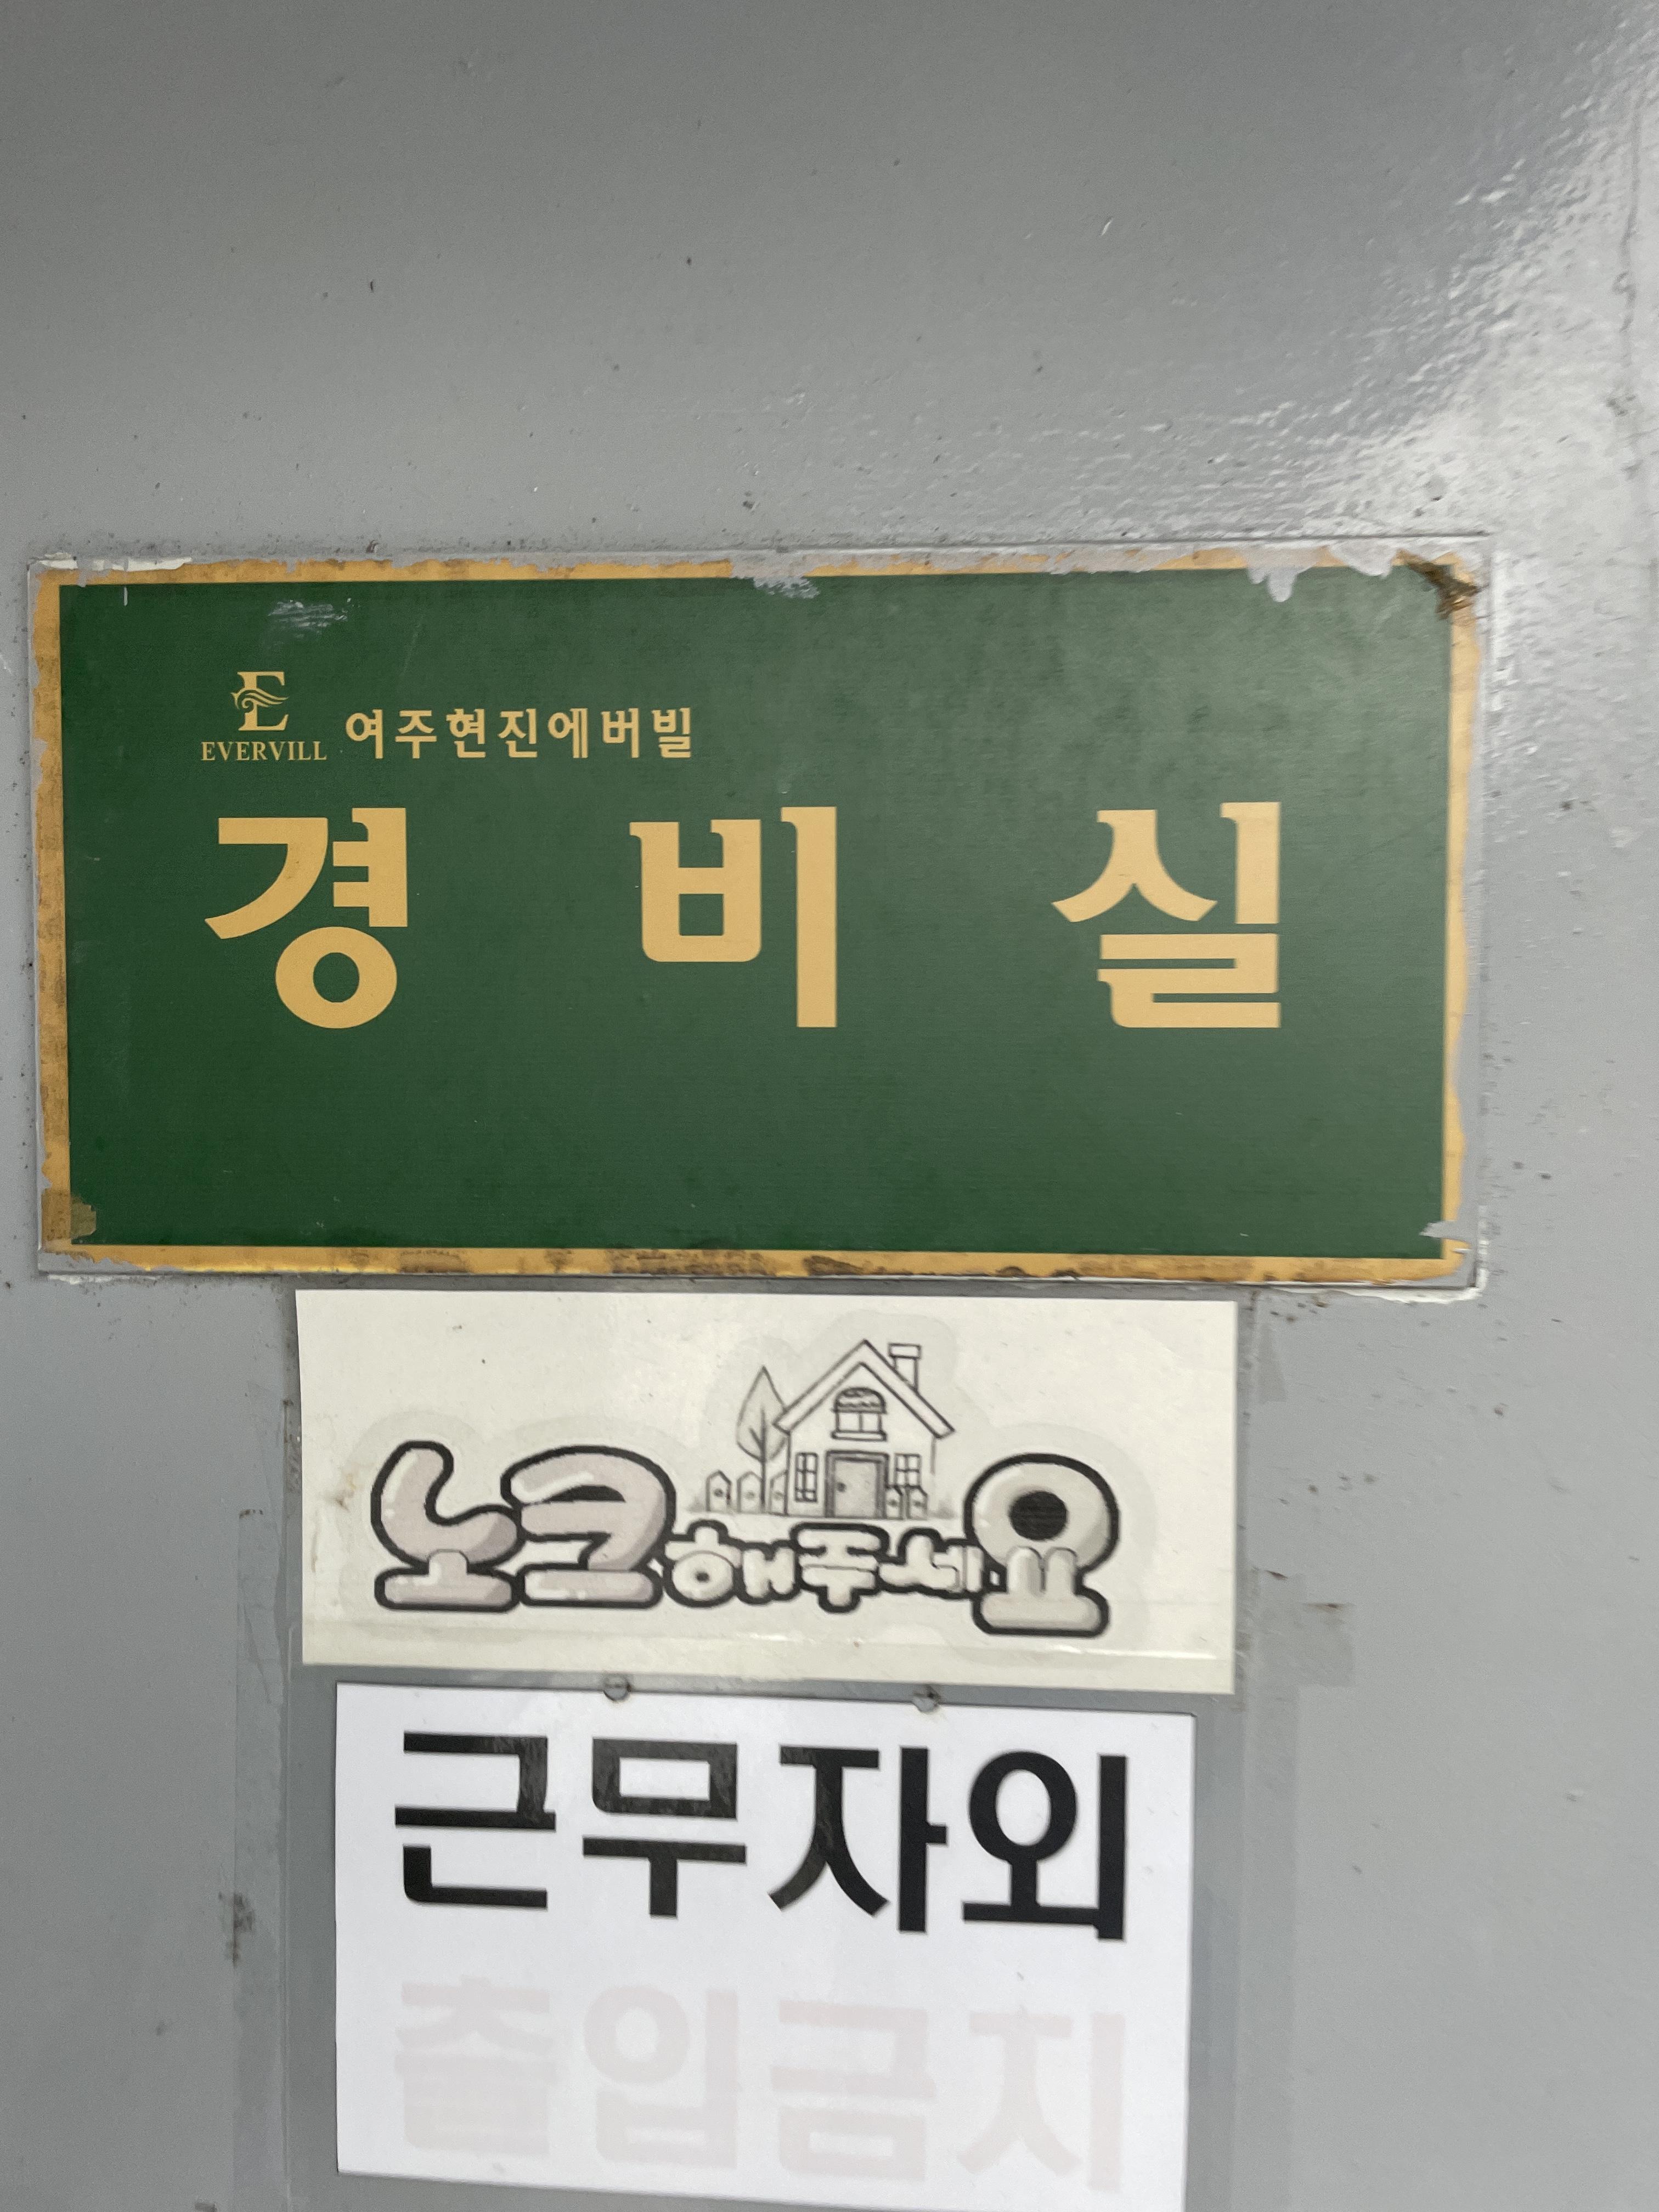 EVERVILL 여주현진에버빌
경 비 실
노크해주세요
근무자외
출입금지